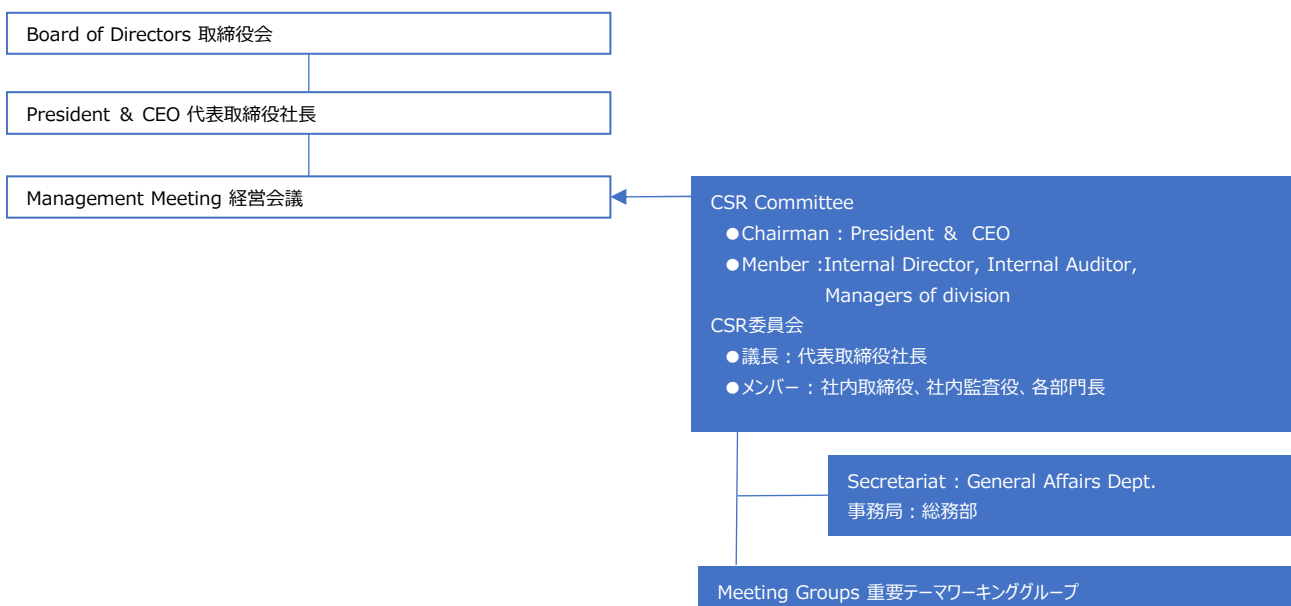 Board of Directors 取締役会
President ＆ CEO 代表取締役社長
Management Meeting 経営会議
CSR Committee
●Chairman：President ＆ CEO
●Menber :Internal Director, Internal Auditor,
Managers of division
CSR委員会
●議長：代表取締役社長
●メンバー：社内取締役、社内監査役、各部門長
Secretariat：General Affairs Dept.
事務局：総務部
Meeting Groups 重要テーマワーキンググループ